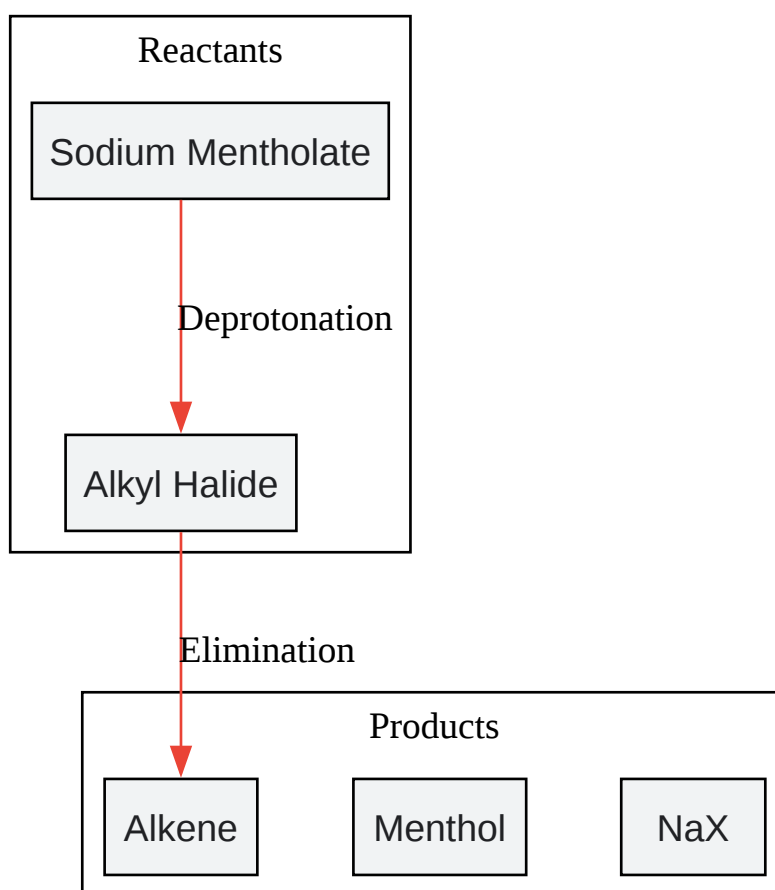 Reactants
Sodium Mentholate
Deprotonation
Alkyl Halide
Elimination
Products
Alkene
Menthol
NaX